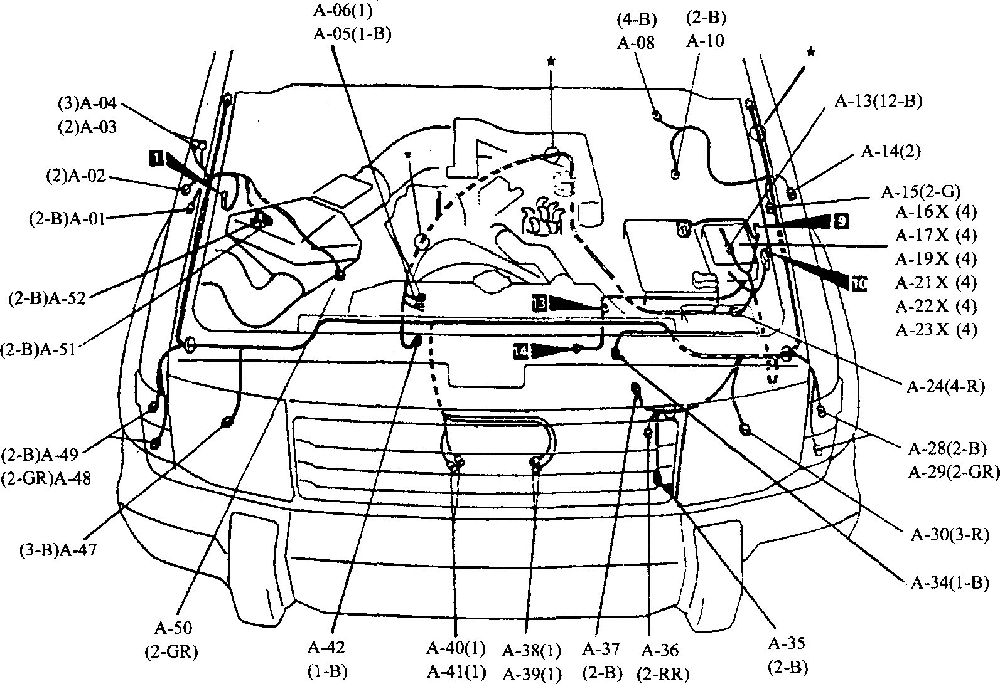 A-06(1)
A-05(1-B)
(4-B)
A-08
(2-B)
A-10
★
★
(3)A-04
(2)A-03
A-13(12-B)
1
A-14(2)
(2)A-02
A-15(2-G)
(2-B)A-01
A-16X (4)
9
A-17X (4)
A-19X (4)
10
A-21X (4)
(2-B)A-52
13
A-22X (4)
A-23X (4)
(2-B)A-51
14
A-24(4-R)
(2-B)A-49
(2-GR)A-48
A-28(2-B)
A-29(2-GR)
(3-B)A-47
A-30(3-R)
A-34(1-B)
A-50
(2-GR)
A-42
(1-B)
A-40(1)
A-41(1)
A-38(1)
A-39(1)
A-37
(2-B)
A-36
(2-RR)
A-35
(2-B)